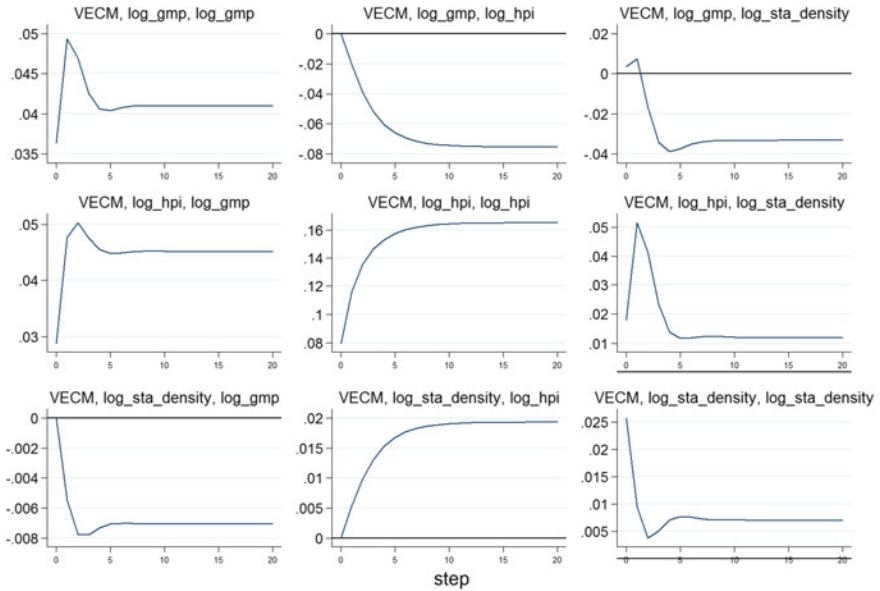 VECM, log_gmp, log_gmp
.05
.045
.04
.035
0 5 10 15 20
VECM, log_gmp, log_hpi
0
-.02
-.04
-.06
-.08
0 5 10 15 20
VECM, log_gmp, log_sta_density
.02
0
-.02
-.04
0 5 10 15 20
VECM, log_hpi, log_gmp
.05
.04
.03
0 5 10 15 20
VECM, log_hpi, log_hpi
.16
.14
.12
.1
.08
0 5 10 15 20
VECM, log_hpi, log_sta_density
.05
.04
.03
.02
.01
0 5 10 15 20
VECM, log_sta_density, log_gmp
0
-.002
-.004
-.006
-.008
0 5 10 15 20
VECM, log_sta_density, log_hpi
.02
.015
.01
.005
0
0 5 10 15 20
VECM, log_sta_density, log_sta_density
.025
.02
.015
.01
.005
0 5 10 15 20
step